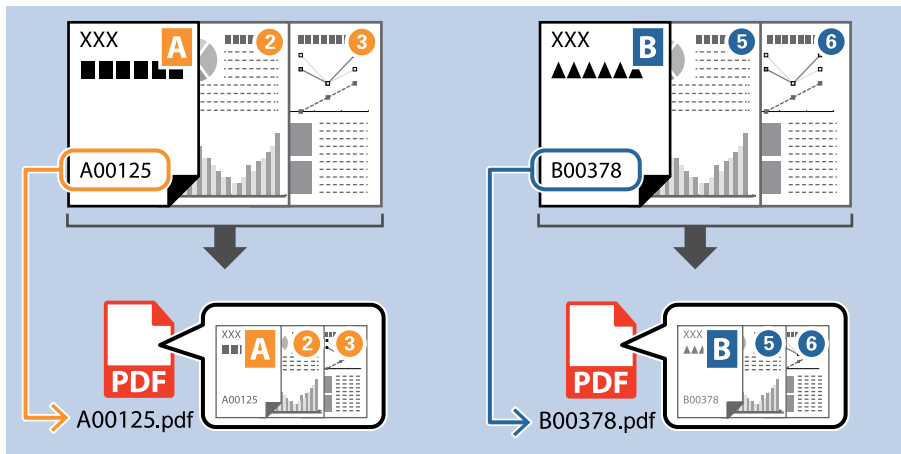 XXX
A
2
3
A00125
XXX
B
5
6
B00378
PDF
XXX
A
2
3
A00125
A00125.pdf
PDF
XXX
B
5
6
B00378
B00378.pdf